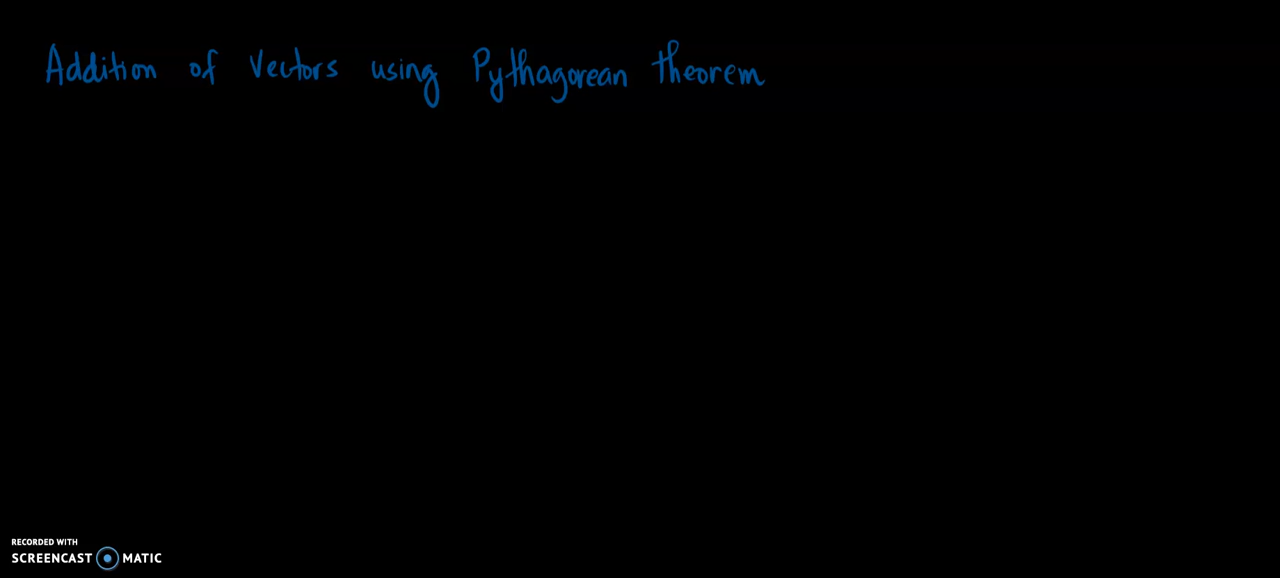 Addition of Vectors using Pythagorean theorem
RECORDED WITH
SCREENCAST MATIC